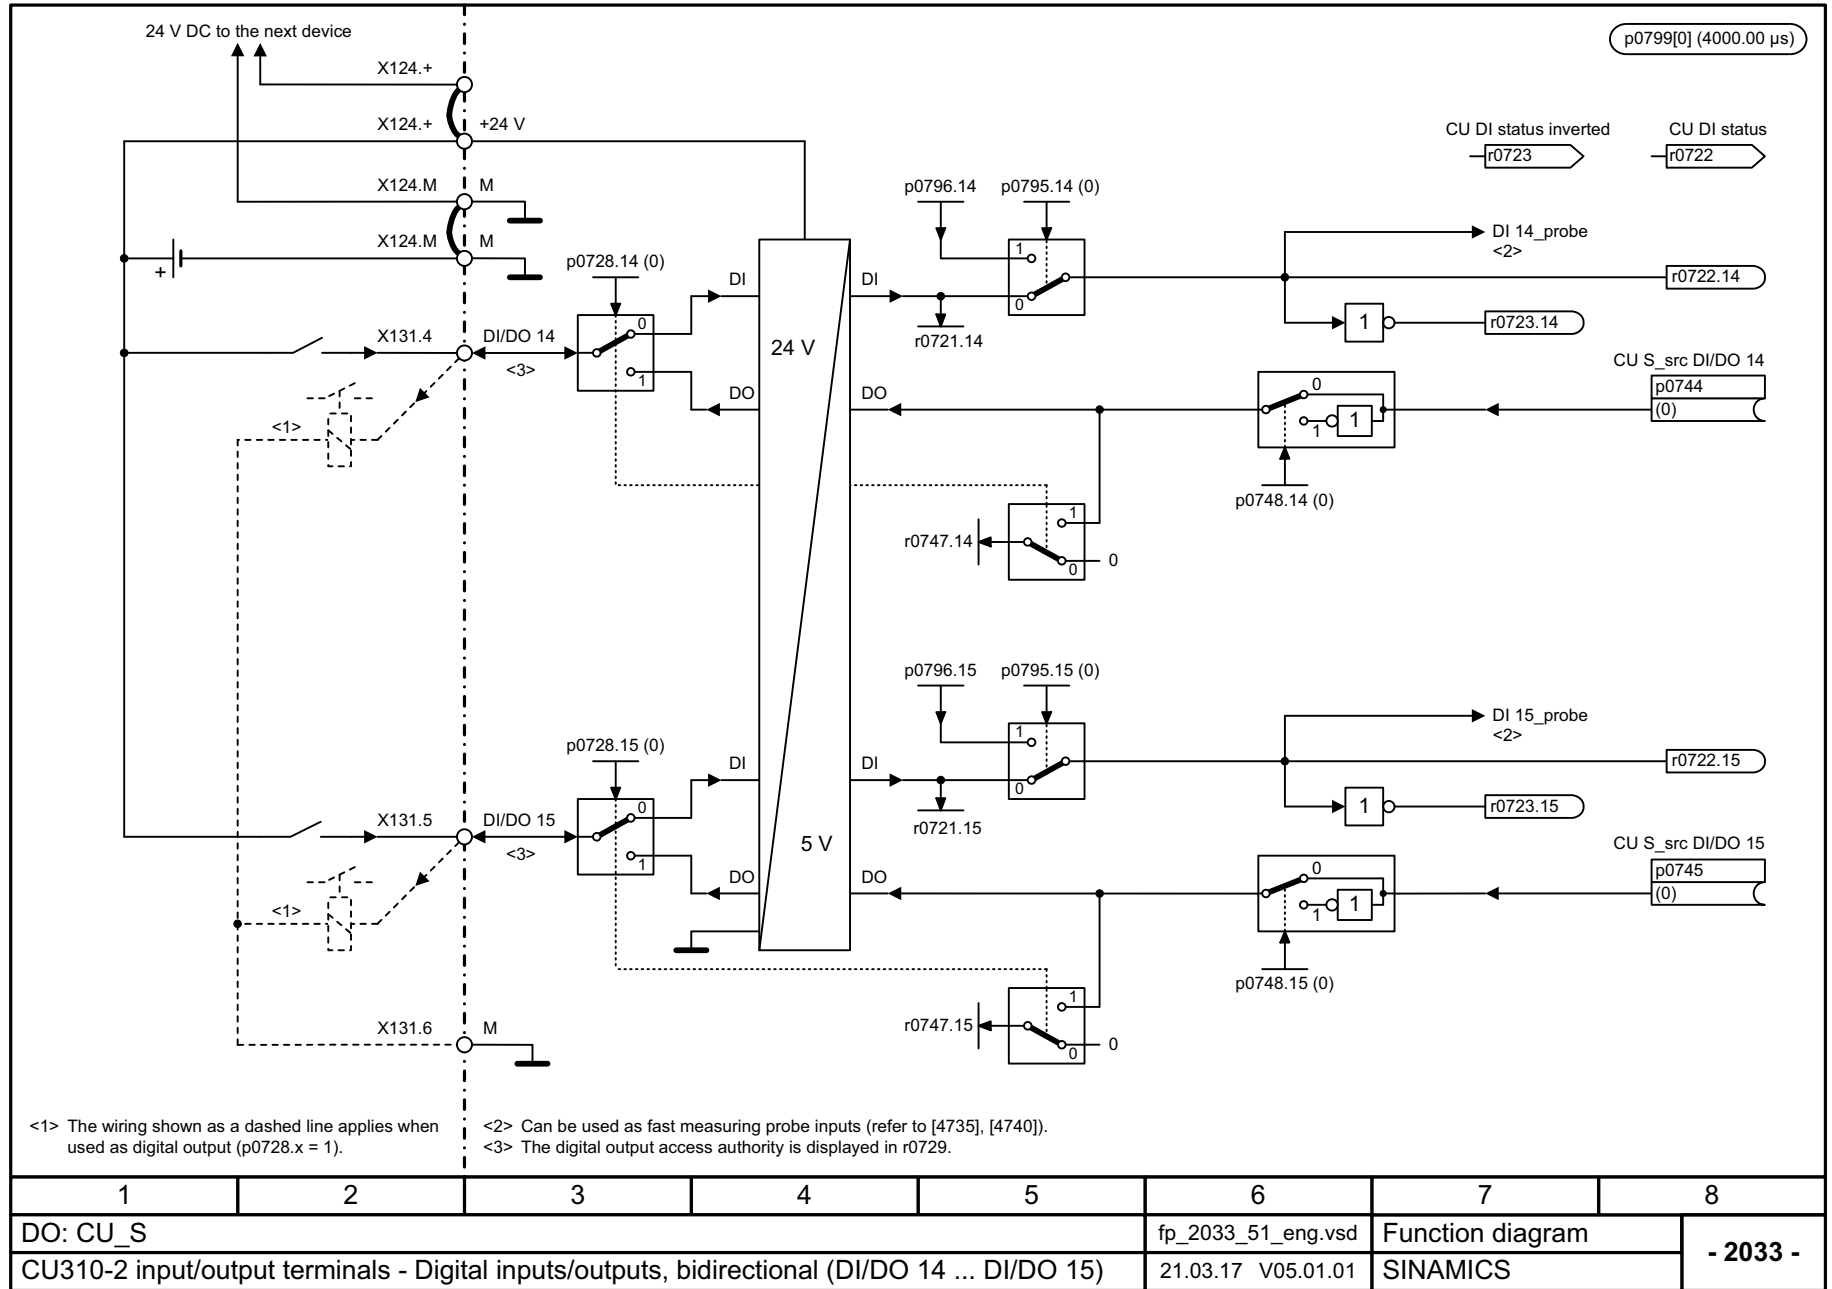 24 V DC to the next device
p0799[0] (4000.00 µs)
X124.+
X124.+
+24 V
CU DI status inverted
r0723
CU DI status
r0722
X124.M
M
X124.M
M
+
p0796.14
p0795.14 (0)
1
0
DI 14_probe
<2>
r0722.14
p0728.14 (0)
DI
DI
r0721.14
1
r0723.14
X131.4
DI/DO 14
<3>
0
1
24 V
CU S_src DI/DO 14
p0744
(0)
DO
DO
0
1
1
<1>
p0748.14 (0)
r0747.14
1
0
0
p0796.15
p0795.15 (0)
1
0
DI 15_probe
<2>
r0722.15
p0728.15 (0)
DI
DI
r0721.15
1
r0723.15
X131.5
DI/DO 15
<3>
0
1
5 V
CU S_src DI/DO 15
p0745
(0)
DO
DO
0
1
1
<1>
p0748.15 (0)
r0747.15
1
0
0
X131.6
M
<1> The wiring shown as a dashed line applies when
used as digital output (p0728.x = 1).
<2> Can be used as fast measuring probe inputs (refer to [4735], [4740]).
<3> The digital output access authority is displayed in r0729.
1 2 3 4 5 6 7 8
DO: CU_S
fp_2033_51_eng.vsd
Function diagram
- 2033 -
CU310-2 input/output terminals - Digital inputs/outputs, bidirectional (DI/DO 14 ... DI/DO 15)
21.03.17 V05.01.01
SINAMICS